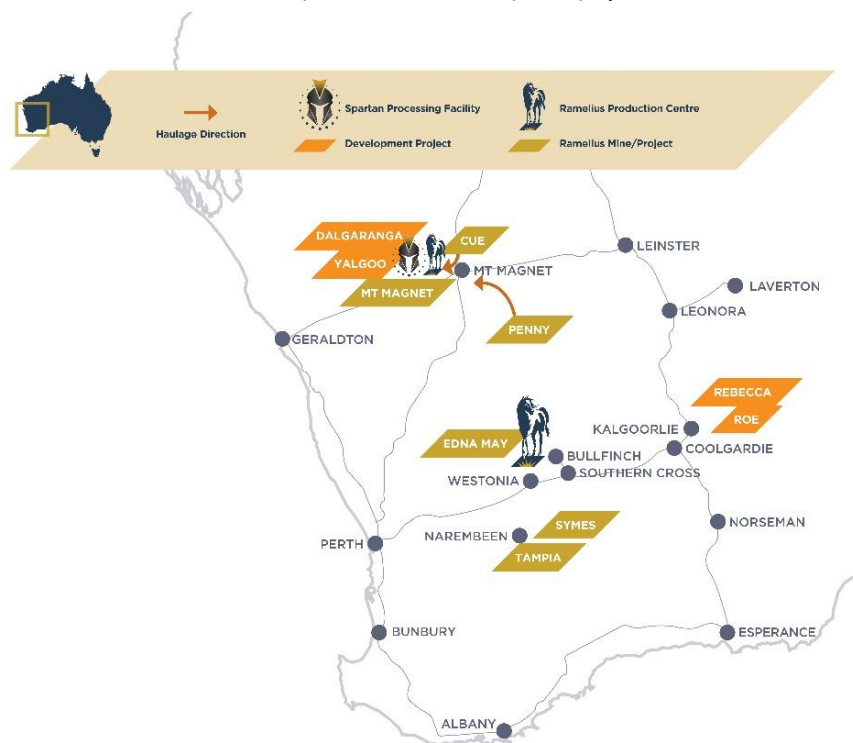 Spartan Processing Facility
Ramelius Production Centre
Haulage Direction
Development Project
Ramelius Mine/Project
DALGARANGA
CUE
YALGOO
MT MAGNET
MT MAGNET
LEINSTER
LAVERTON
LEONORA
PENNY
GERALDTON
REBECCA
ROE
KALGOORLIE
EDNA MAY
COOLGARDIE
BULLFINCH
SOUTHERN CROSS
WESTONIA
SYMES
NORSEMAN
NAREMBEEN
PERTH
TAMPIA
BUNBURY
ESPERANCE
ALBANY